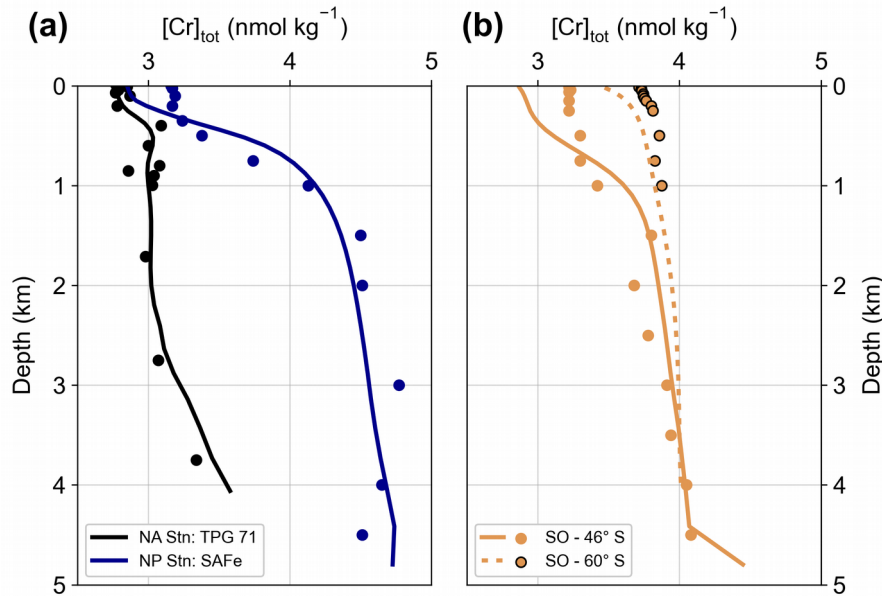 (a)
[Cr]tot (nmol kg⁻¹)
3 4 5
0
1
2
3
4
5
Depth (km)
NA Stn: TPG 71
NP Stn: SAFe
(b)
[Cr]tot (nmol kg⁻¹)
3 4 5
0
1
2
3
4
5
Depth (km)
SO - 46° S
SO - 60° S